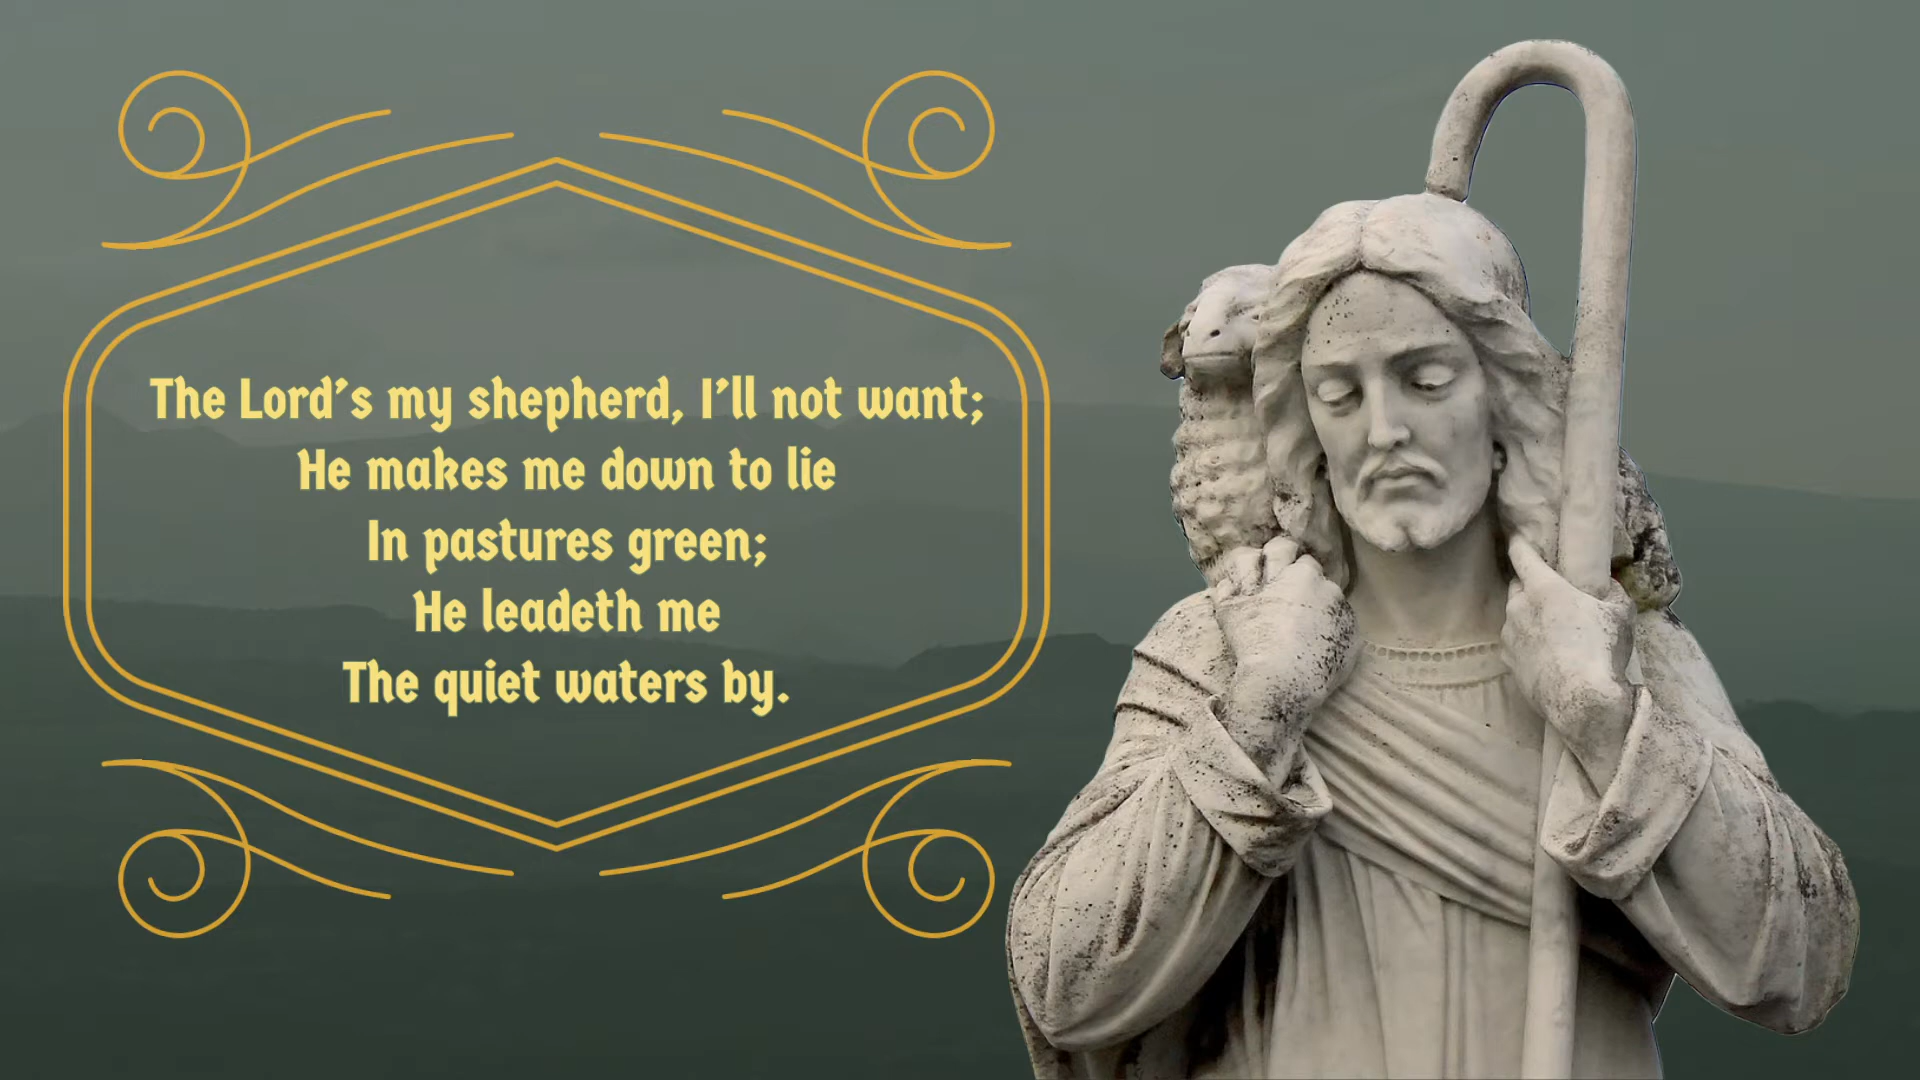 The Lord's my shepherd, I'll not want;
He makes me down to lie
In pastures green;
He leadeth me
The quiet waters by.